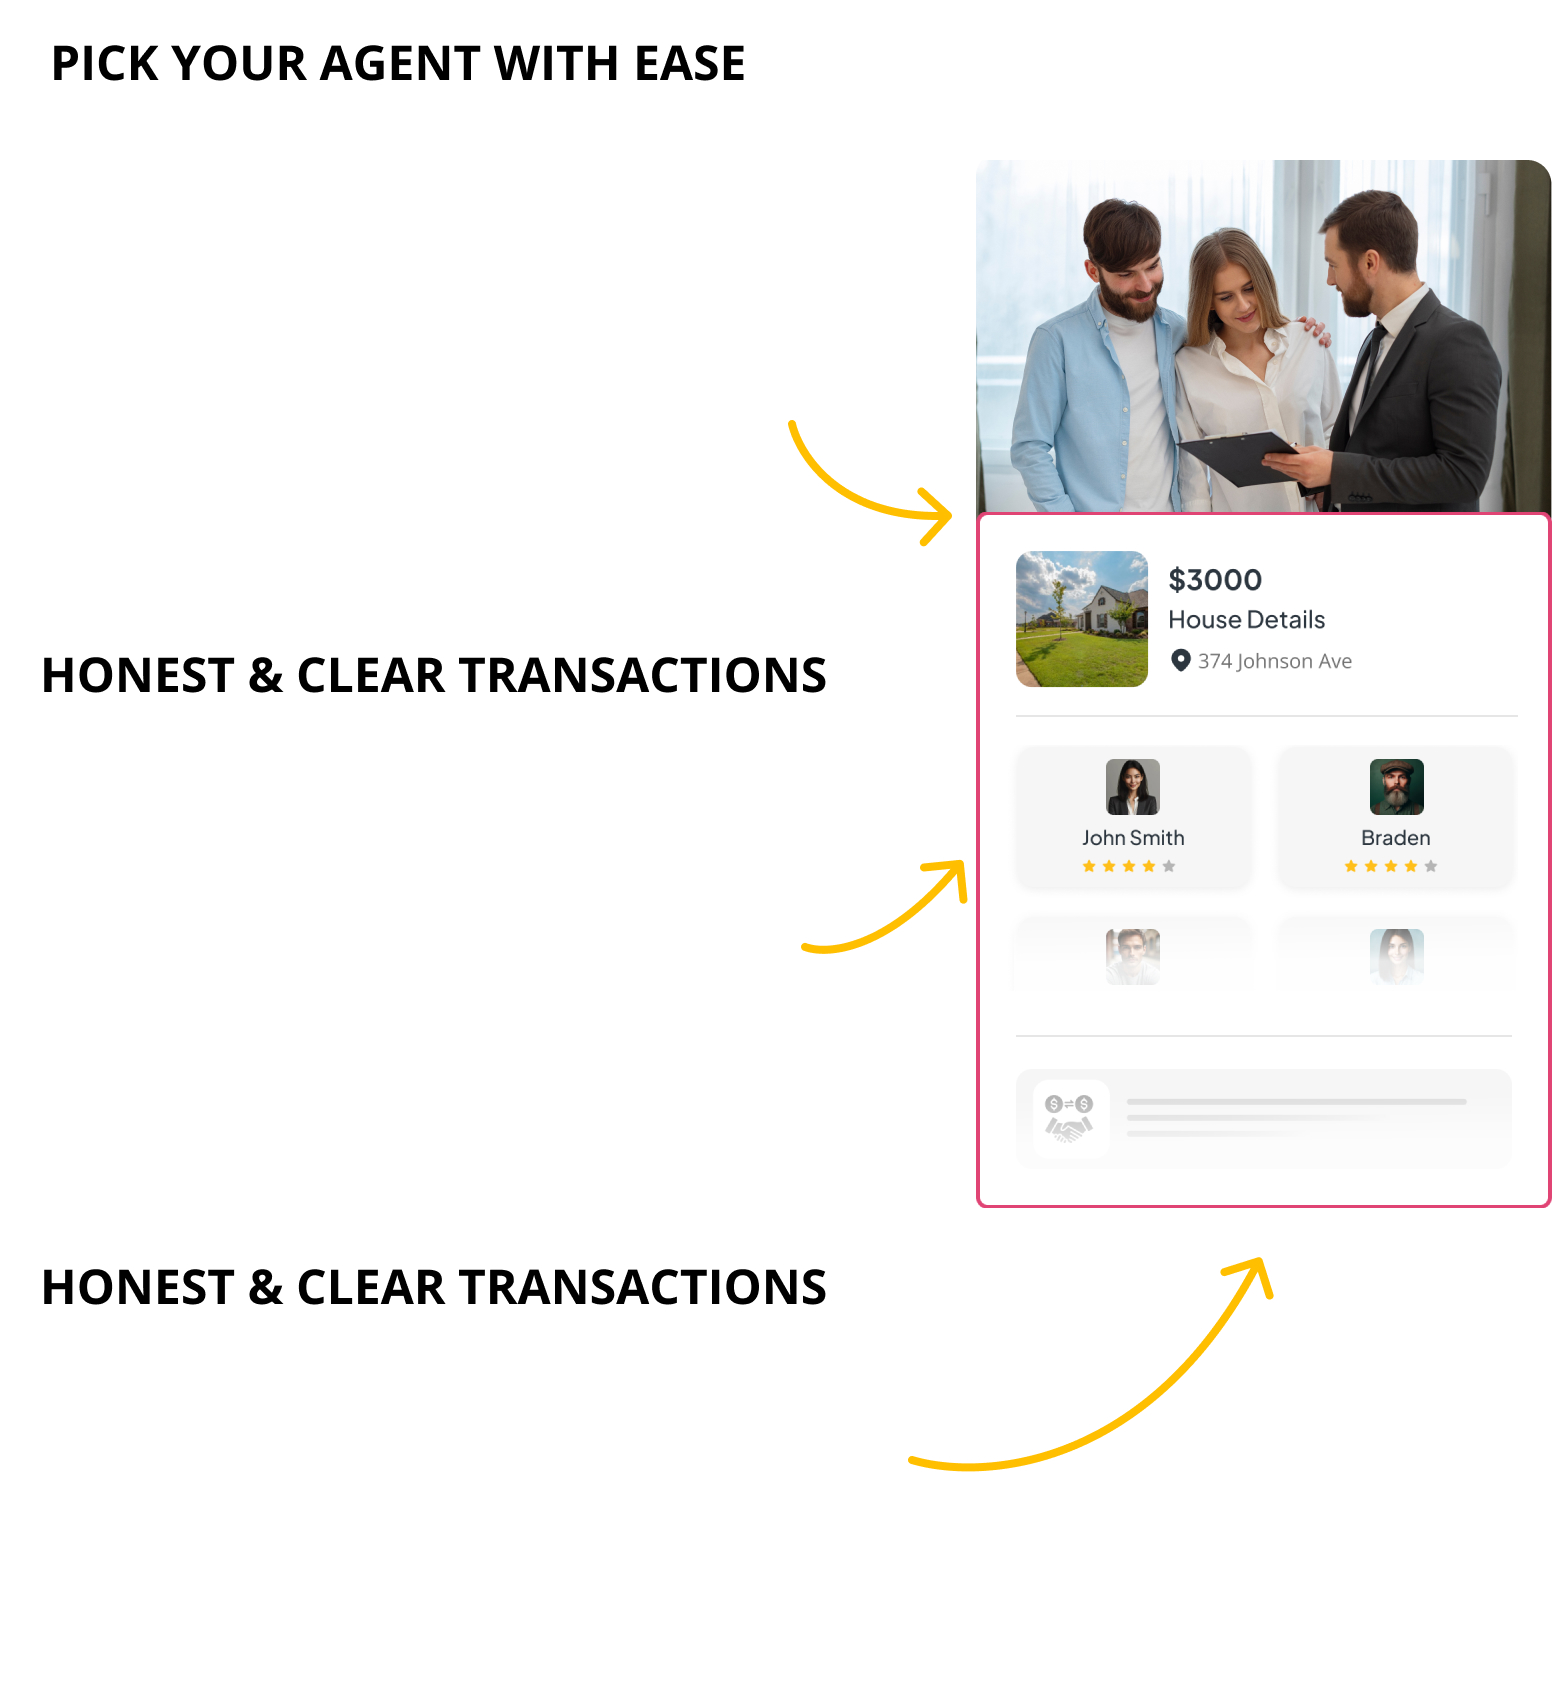 PICK YOUR AGENT WITH EASE
$3000
House Details
374 Johnson Ave
HONEST & CLEAR TRANSACTIONS
John Smith
Braden
HONEST & CLEAR TRANSACTIONS